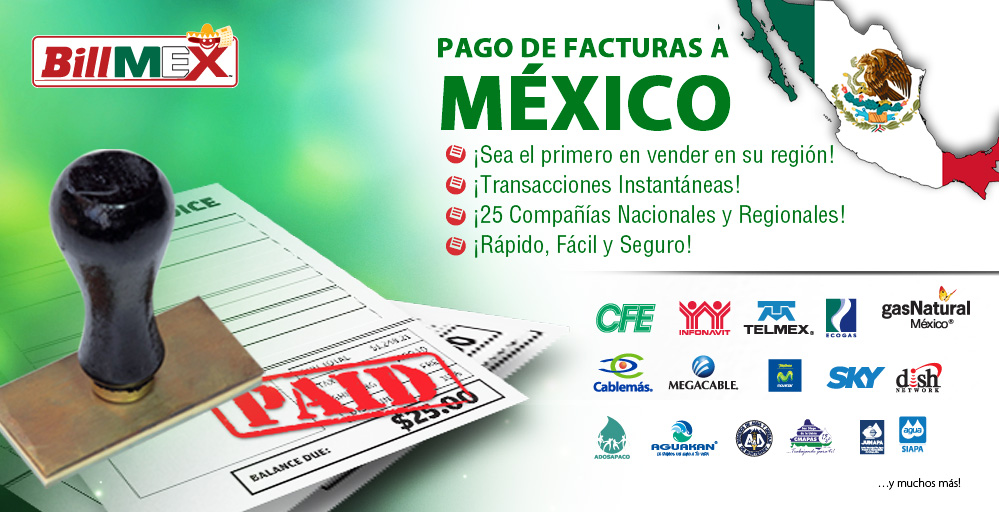 BillMEX
PAGO DE FACTURAS A
MÉXICO
¡Sea el primero en vender en su región!
¡Transacciones Instantáneas!
¡25 Compañías Nacionales y Regionales!
¡Rápido, Fácil y Seguro!
PAID
$25.00
BALANCE DUE:
CFE
INFONAVIT
TELMEX®
ECOGAS
gasNatural
México®
Cablemás.
MEGACABLE.
movistar
SKY
dish
NETWORK
ADOSAPACO
AGUAKAN®
CMAPAS
JUMAPA
agua
SIAPA
...y muchos más!